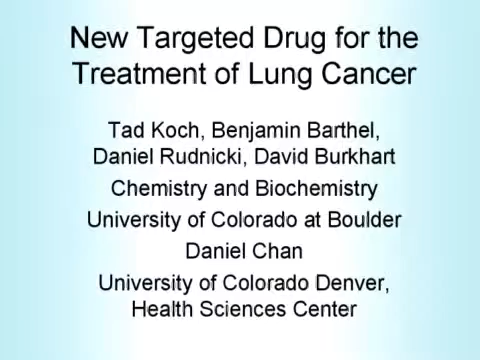 New Targeted Drug for the
Treatment of Lung Cancer
Tad Koch, Benjamin Barthel,
Daniel Rudnicki, David Burkhart
Chemistry and Biochemistry
University of Colorado at Boulder
Daniel Chan
University of Colorado Denver,
Health Sciences Center